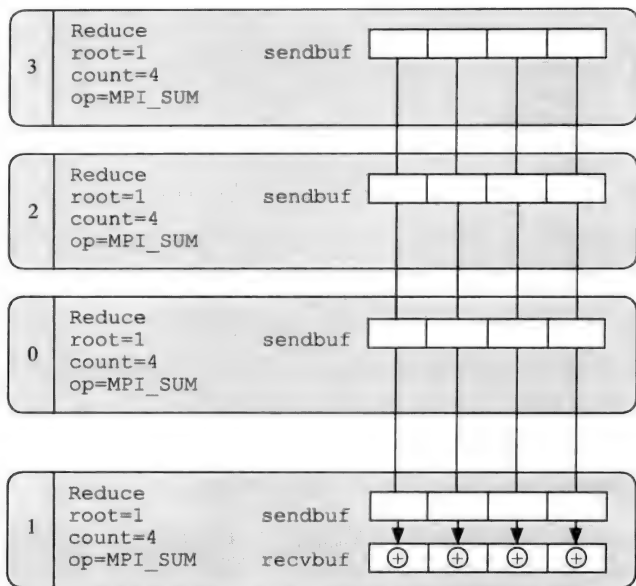 3
Reduce
root=1 sendbuf
count=4
op=MPI_SUM
2
Reduce
root=1 sendbuf
count=4
op=MPI_SUM
0
Reduce
root=1 sendbuf
count=4
op=MPI_SUM
1
Reduce
root=1 sendbuf
count=4
op=MPI_SUM recvbuf